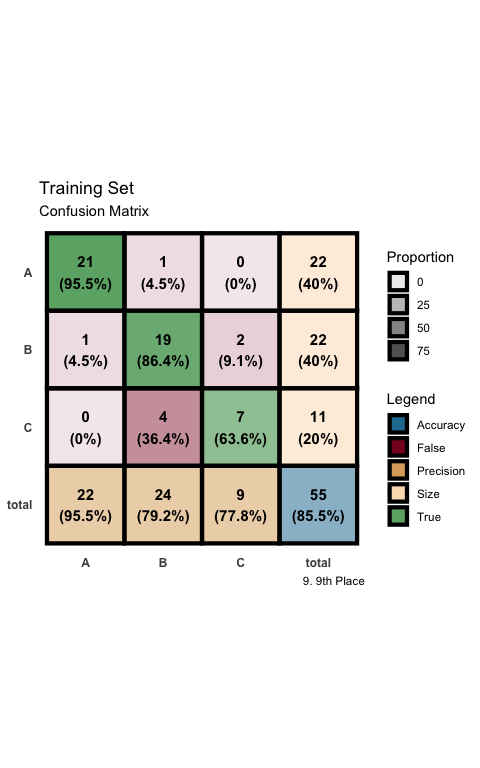 Training Set
Confusion Matrix
A
21
(95.5%)
1
(4.5%)
0
(0%)
22
(40%)
B
1
(4.5%)
19
(86.4%)
2
(9.1%)
22
(40%)
C
0
(0%)
4
(36.4%)
7
(63.6%)
11
(20%)
total
22
(95.5%)
24
(79.2%)
9
(77.8%)
55
(85.5%)
A B C total
9. 9th Place
Proportion
0
25
50
75
Legend
Accuracy
False
Precision
Size
True